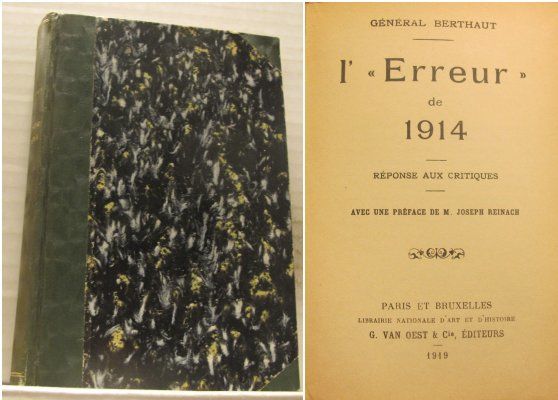 GÉNÉRAL BERTHAUT
l' « Erreur »
de
1914
RÉPONSE AUX CRITIQUES
AVEC UNE PRÉFACE DE M. JOSEPH REINACH
PARIS ET BRUXELLES
LIBRAIRIE NATIONALE D'ART ET D'HISTOIRE
G. VAN OEST & Cie, ÉDITEURS
1919